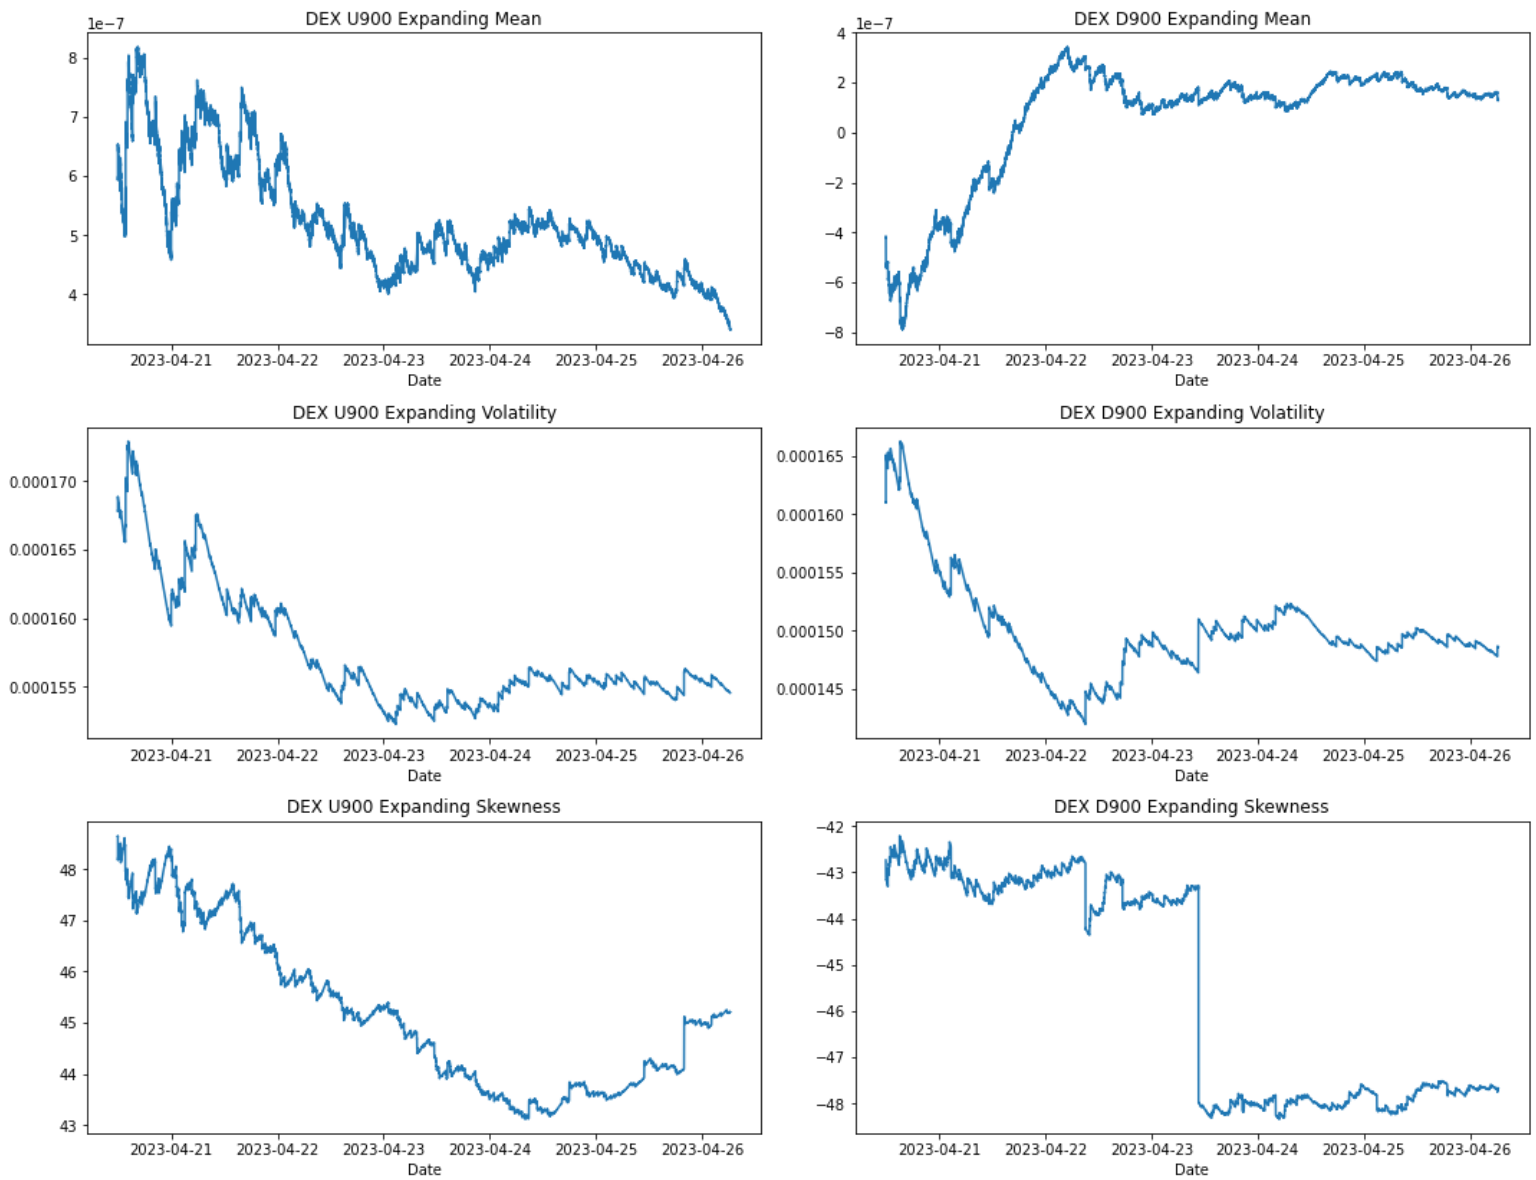 DEX U900 Expanding Mean
1e−7
8
7
6
5
4
2023-04-21 2023-04-22 2023-04-23 2023-04-24 2023-04-25 2023-04-26
Date
DEX D900 Expanding Mean
1e−7
4
2
0
−2
−4
−6
−8
2023-04-21 2023-04-22 2023-04-23 2023-04-24 2023-04-25 2023-04-26
Date
DEX U900 Expanding Volatility
0.000170
0.000165
0.000160
0.000155
2023-04-21 2023-04-22 2023-04-23 2023-04-24 2023-04-25 2023-04-26
Date
DEX D900 Expanding Volatility
0.000165
0.000160
0.000155
0.000150
0.000145
2023-04-21 2023-04-22 2023-04-23 2023-04-24 2023-04-25 2023-04-26
Date
DEX U900 Expanding Skewness
48
47
46
45
44
43
2023-04-21 2023-04-22 2023-04-23 2023-04-24 2023-04-25 2023-04-26
Date
DEX D900 Expanding Skewness
−42
−43
−44
−45
−46
−47
−48
2023-04-21 2023-04-22 2023-04-23 2023-04-24 2023-04-25 2023-04-26
Date